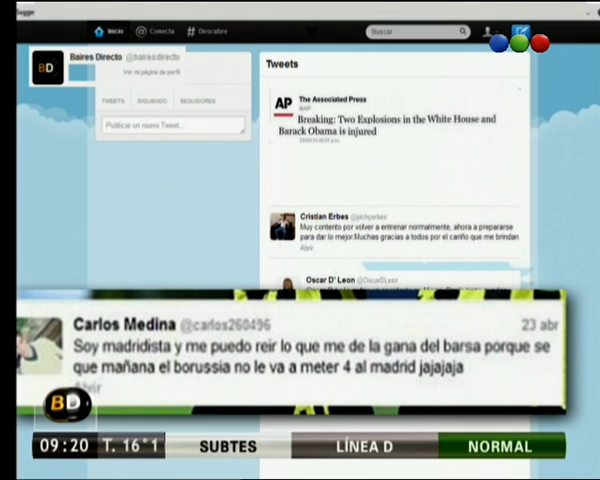 Sugger
Inicio
@ Conecta
# Descubre
Buscar
BD
Baires Directo @bairesdirecto
Ver mi página de perfil
TWEETS
SIGUIENDO
SEGUIDORES
Publicar un nuevo Tweet...
Tweets
AP
The Associated Press
@AP
Breaking: Two Explosions in the White House and
Barack Obama is injured
Cristian Erbes @pichyerbes
Muy contento por volver a entrenar normalmente, ahora a prepararse
para dar lo mejor.Muchas gracias a todos por el cariño que me brindan
Abrir
Oscar D' Leon @OscarDLeon
Carlos Medina @carlos260496
23 abr
Soy madridista y me puedo reir lo que me de la gana del barsa porque se
que mañana el borussia no le va a meter 4 al madrid jajajaja
Abrir
BD
09:20 T. 16°1 SUBTES LÍNEA D NORMAL